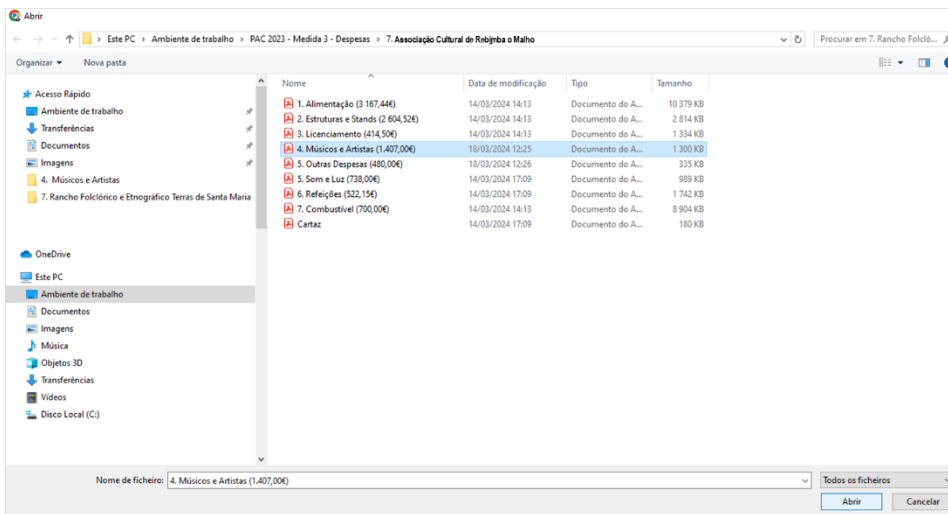 Abrir
Este PC > Ambiente de trabalho > PAC 2023 - Medida 3 - Despesas > 7. Associação Cultural de Rebimba o Malho
Procurar em 7. Rancho Folcló...
Organizar Nova pasta
Acesso Rápido
Ambiente de trabalho
Transferências
Documentos
Imagens
4. Músicos e Artistas
7. Rancho Folclórico e Etnográfico Terras de Santa Maria
OneDrive
Este PC
Ambiente de trabalho
Documentos
Imagens
Música
Objetos 3D
Transferências
Vídeos
Disco Local (C:)
Nome Data de modificação Tipo Tamanho
1. Alimentação (3 167,44€) 14/03/2024 14:13 Documento do A... 10 379 KB
2. Estruturas e Stands (2 604,52€) 14/03/2024 14:13 Documento do A... 2 814 KB
3. Licenciamento (414,50€) 14/03/2024 14:13 Documento do A... 1 334 KB
4. Músicos e Artistas (1.407,00€) 18/03/2024 12:25 Documento do A... 1 300 KB
5. Outras Despesas (480,00€) 18/03/2024 12:26 Documento do A... 335 KB
5. Som e Luz (738,00€) 14/03/2024 17:09 Documento do A... 989 KB
6. Refeições (522,15€) 14/03/2024 17:09 Documento do A... 1 742 KB
7. Combustível (700,00€) 14/03/2024 14:13 Documento do A... 8 904 KB
Cartaz 14/03/2024 17:09 Documento do A... 180 KB
Nome de ficheiro: 4. Músicos e Artistas (1.407,00€) Todos os ficheiros
Abrir Cancelar